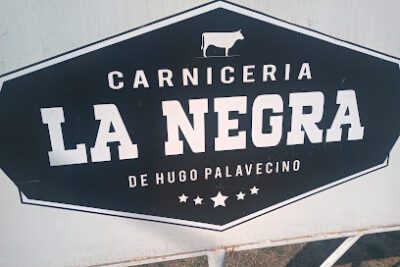 CARNICERIA
LA NEGRA
DE HUGO PALAVECINO